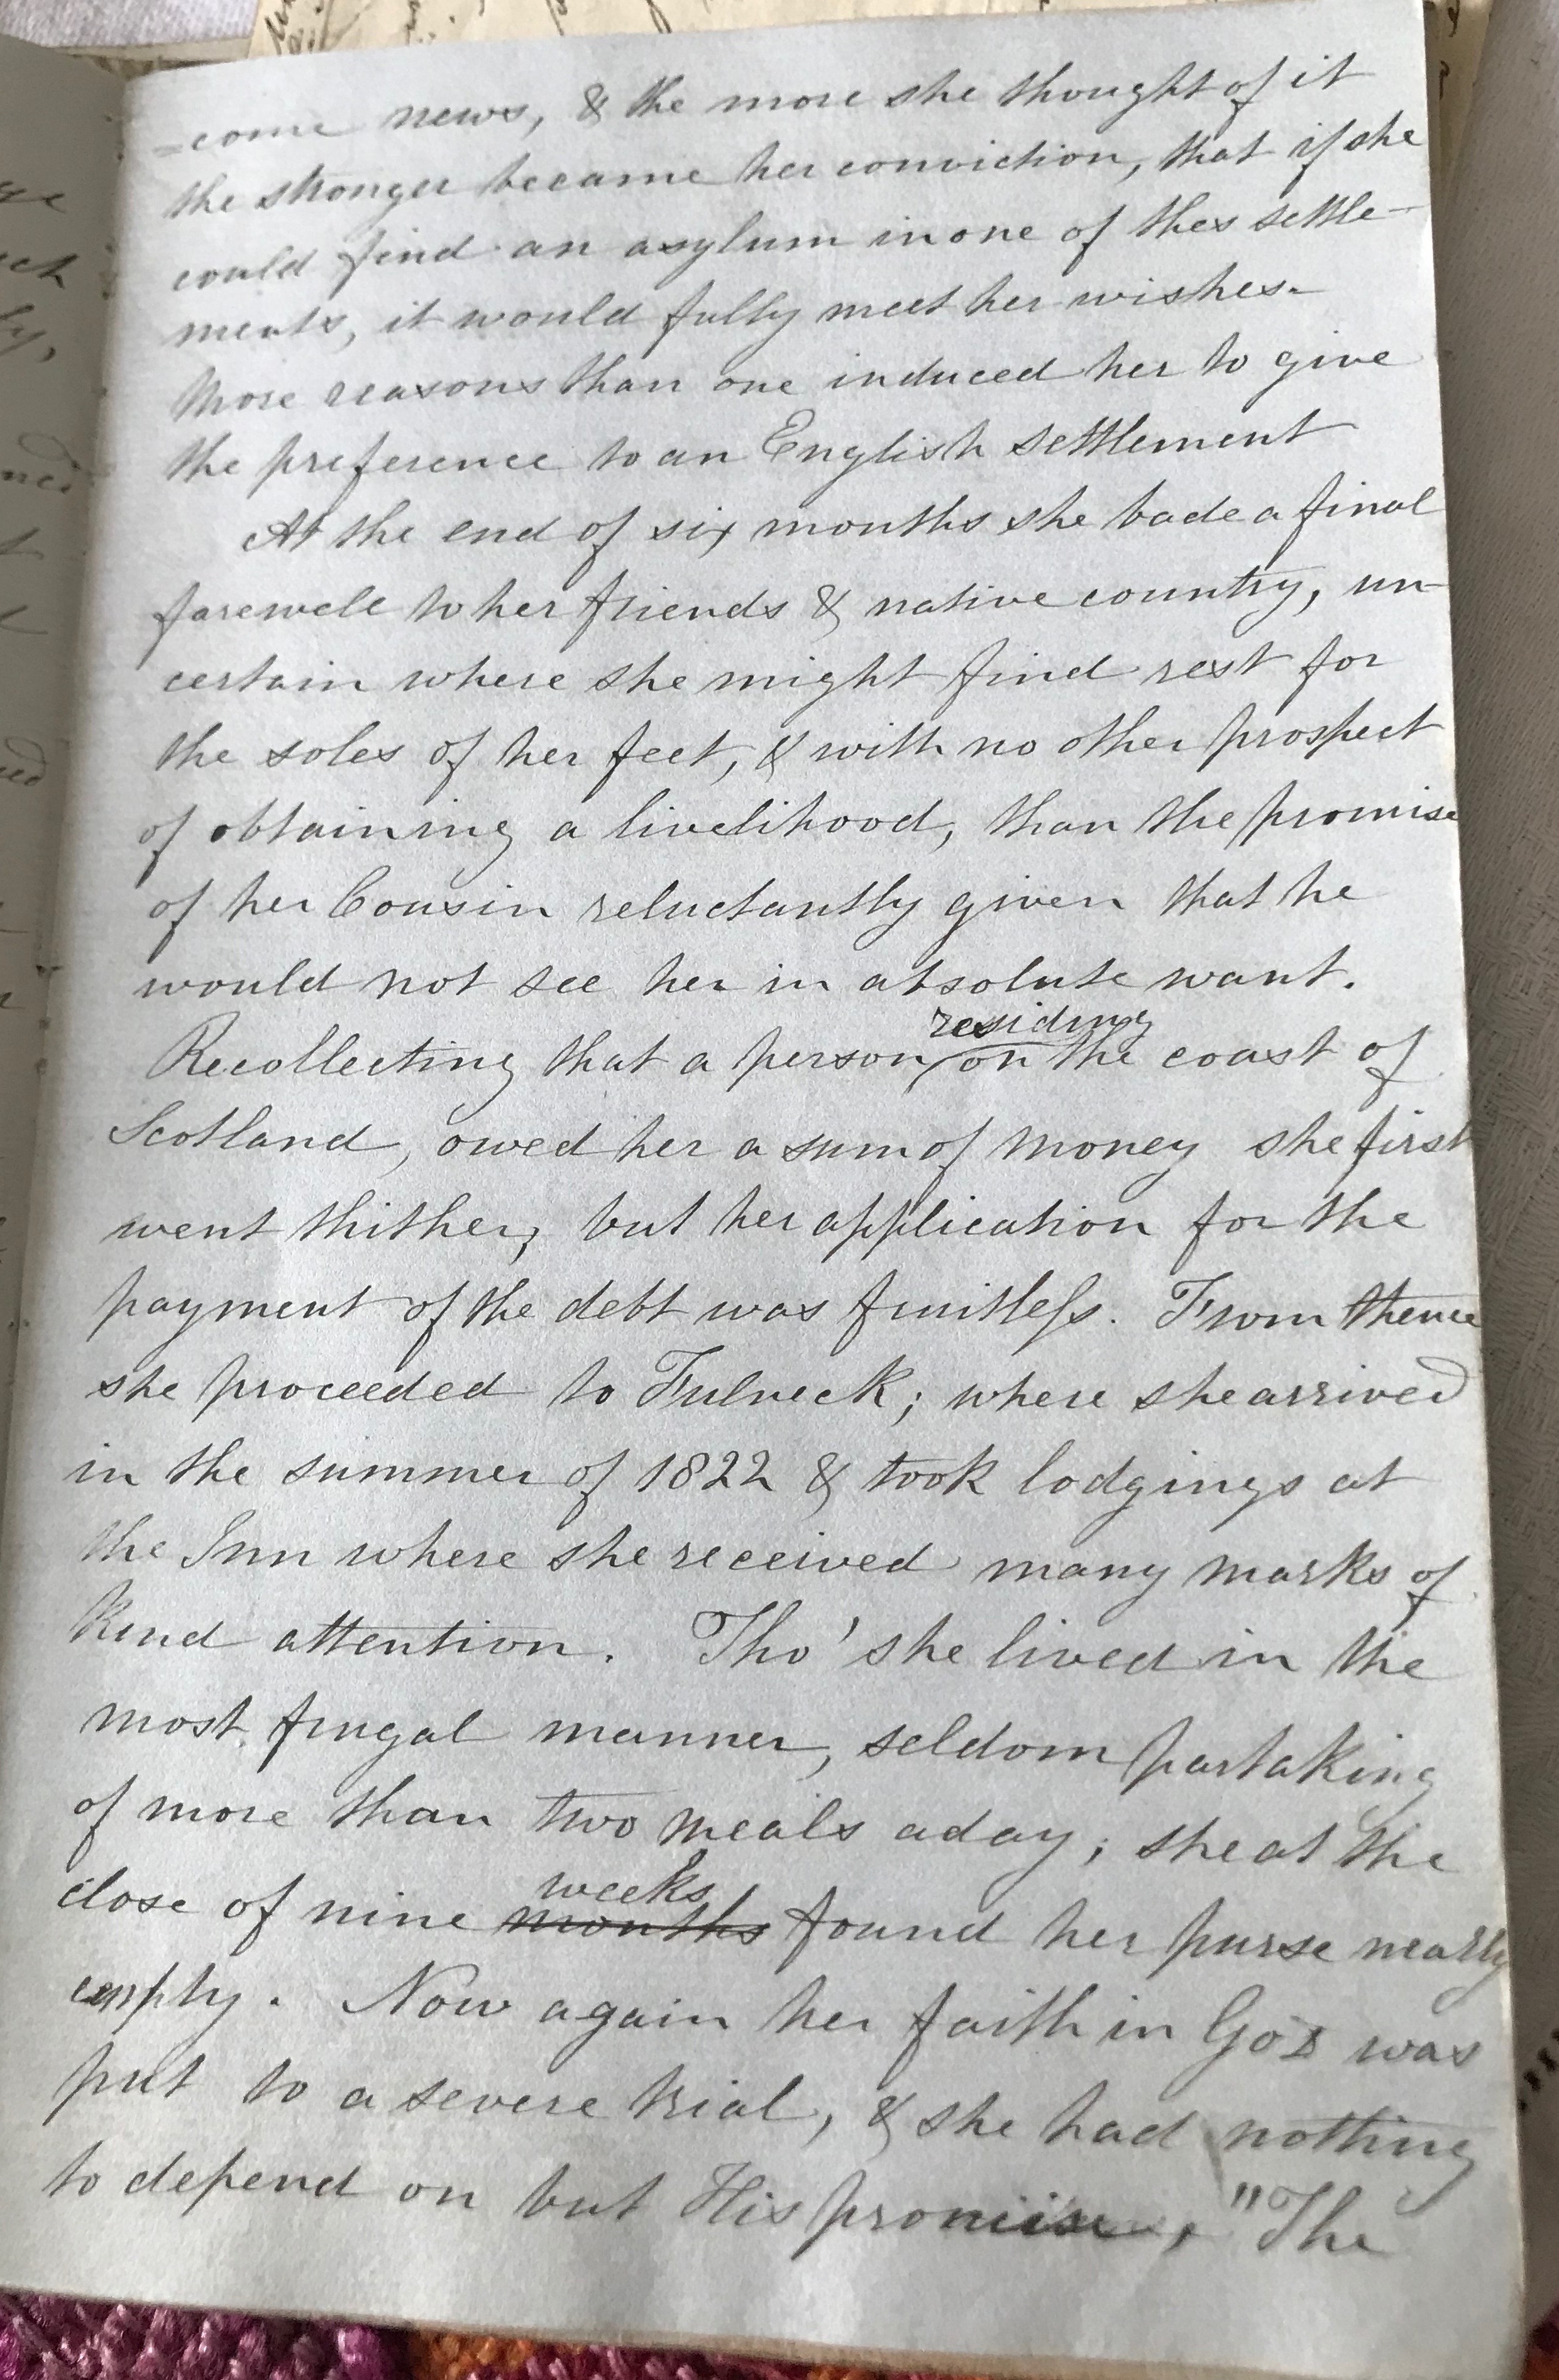 -come news, & the more she thought of it
the stronger became her conviction, that if she
could find an asylum in one of thes settle-
ments, it would fully meet her wishes.
More reasons than one induced her to give
the preference to an English settlement
At the end of six months she bade a final
farewell to her friends & native country, un-
certain where she might find rest for
the soles of her feet, & with no other prospect
of obtaining a livelihood, than the promise
of her Cousin reluctantly given that he
would not see her in absolute want.
residing
Recollecting that a person on the coast of
Scotland, owed her a sum of money she first
went thither, but her application for the
payment of the debt was fruitleſs. From thence
she proceeded to Fulneck; where she arrived
in the summer of 1822 & took lodgings at
the Inn where she received many marks of
kind attention. Tho' she lived in the
most frugal manner, seldom partaking
of more than two meals a day; she at the
weeks
close of nine months found her purse nearly
empty. Now again her faith in God was
put to a severe trial, & she had nothing
to depend on but His promise, "The